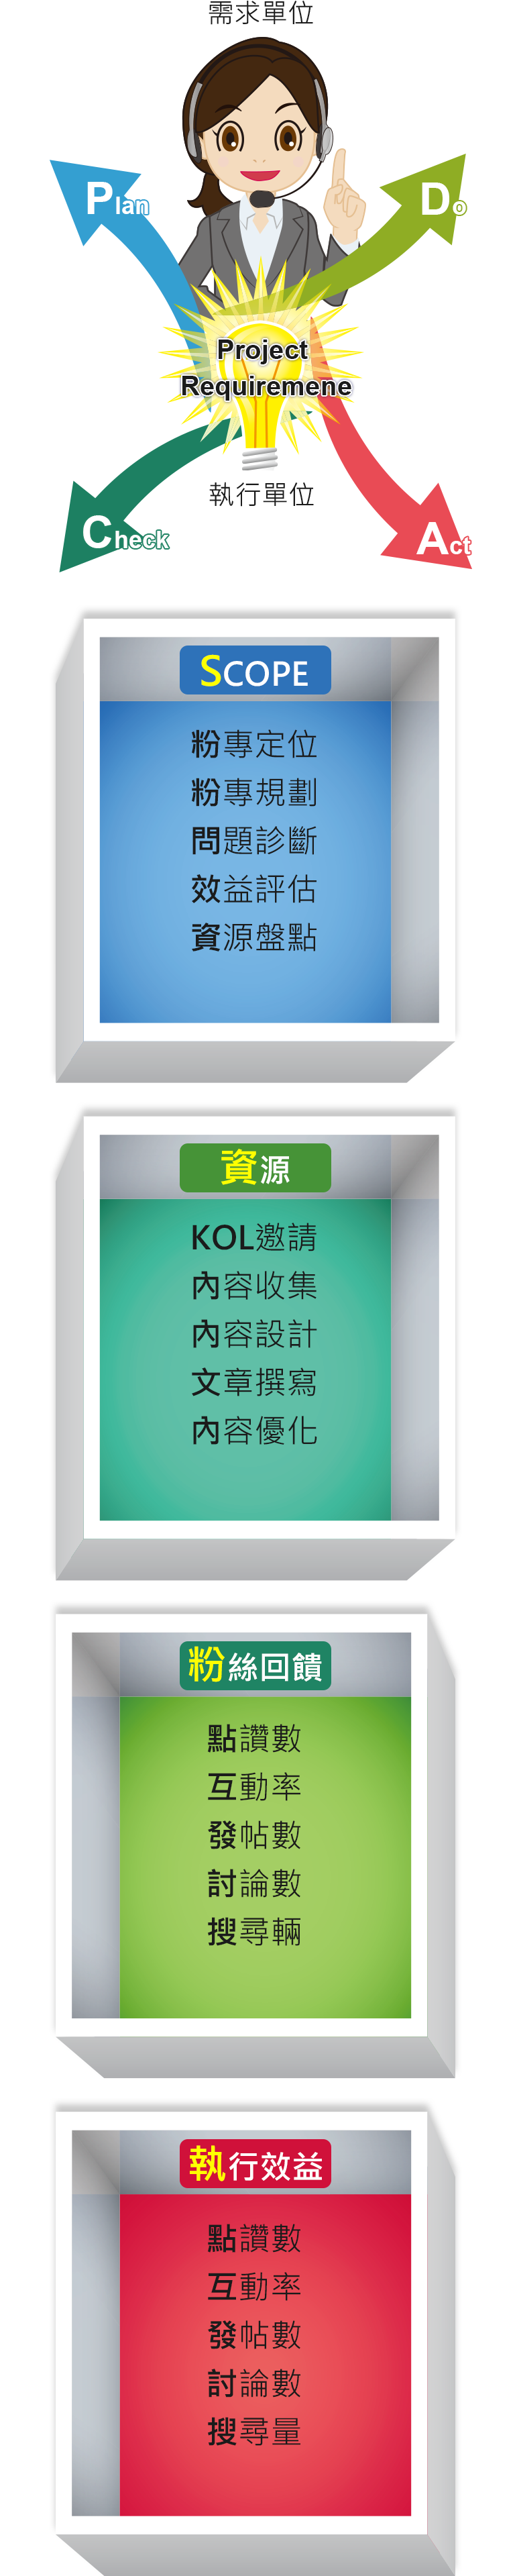 需求單位
Plan
Do
Project
Requiremene
執行單位
Check
Act
SCOPE
粉專定位
粉專規劃
問題診斷
效益評估
資源盤點
資源
KOL邀請
內容收集
內容設計
文章撰寫
內容優化
粉絲回饋
點讚數
互動率
發帖數
討論數
搜尋輛
執行效益
點讚數
互動率
發帖數
討論數
搜尋量